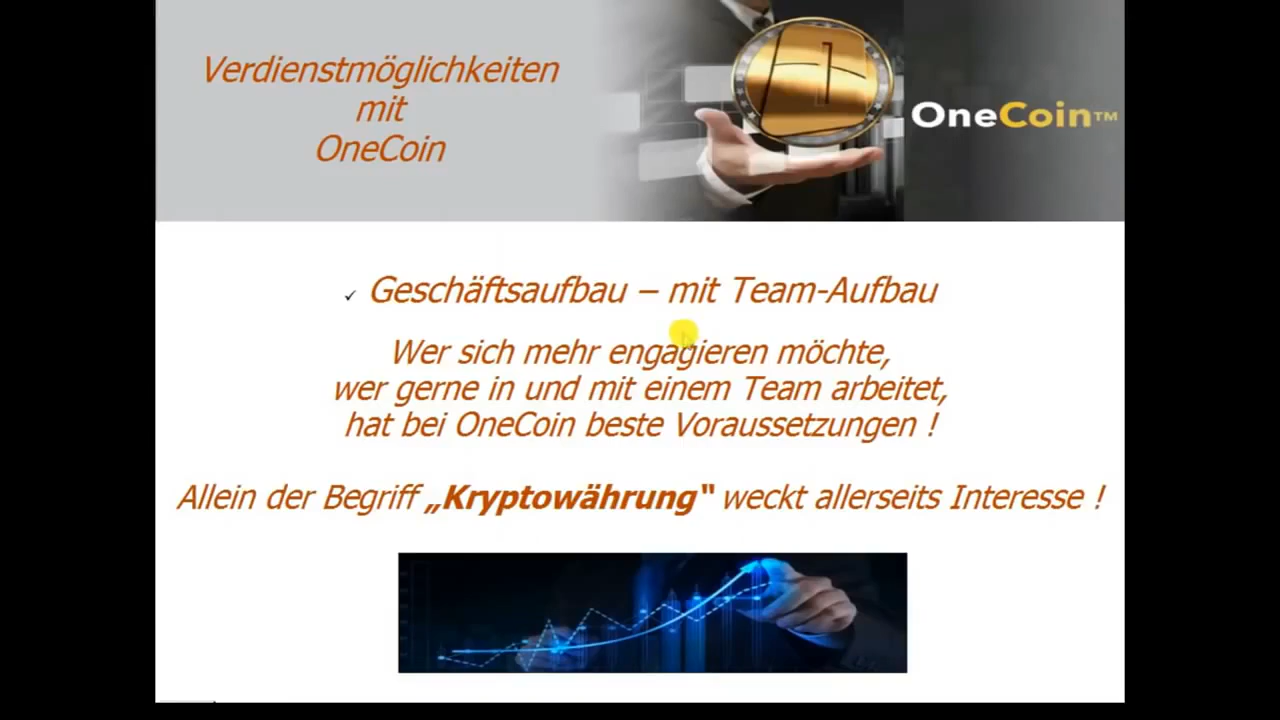 Verdienstmöglichkeiten
mit
OneCoin
OneCoin™
✓ Geschäftsaufbau – mit Team-Aufbau
Wer sich mehr engagieren möchte,
wer gerne in und mit einem Team arbeitet,
hat bei OneCoin beste Voraussetzungen !
Allein der Begriff „Kryptowährung" weckt allerseits Interesse !